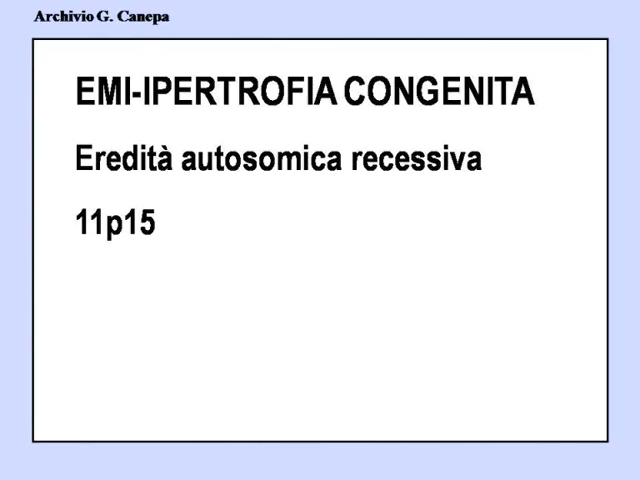 Archivio G. Canepa
EMI-IPERTROFIA CONGENITA
Eredità autosomica recessiva
11p15